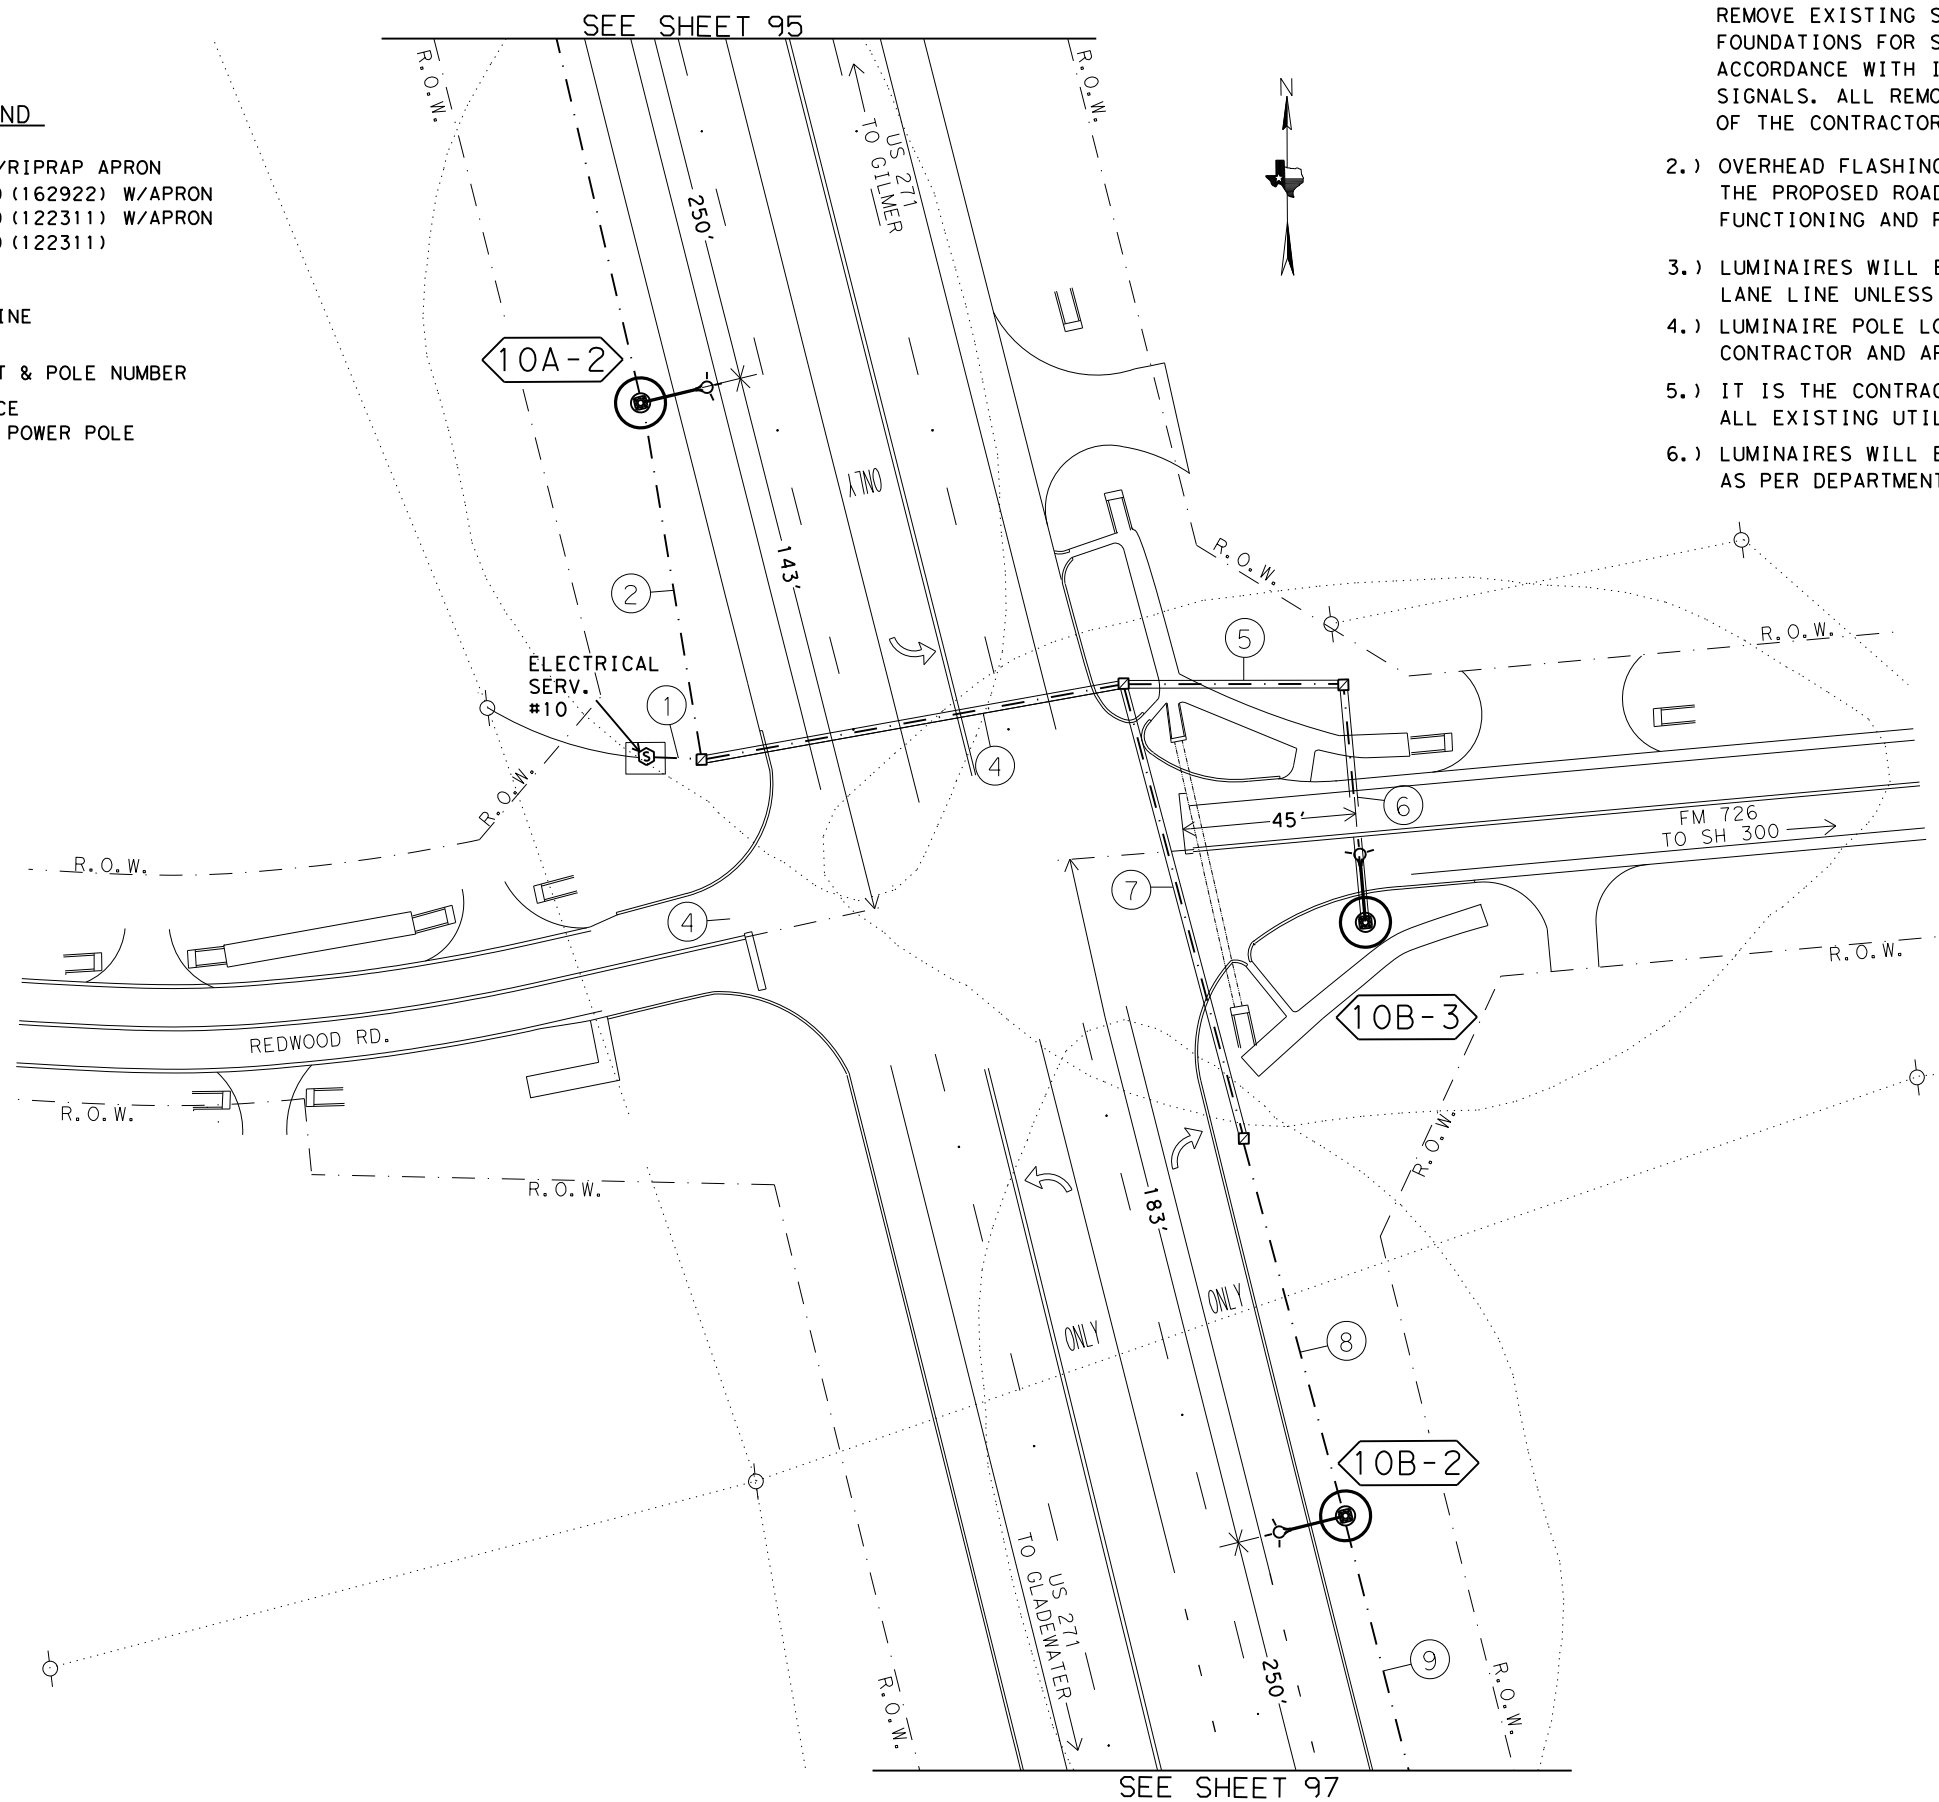 SEE SHEET 95
R.O.W.
R.O.W.
N
ND
/RIPRAP APRON
(162922) W/APRON
(122311) W/APRON
(122311)
INE
T & POLE NUMBER
CE
POWER POLE
REMOVE EXISTING S
FOUNDATIONS FOR S
ACCORDANCE WITH I
SIGNALS. ALL REMO
OF THE CONTRACTOR
2.) OVERHEAD FLASHING
THE PROPOSED ROAD
FUNCTIONING AND
3.) LUMINAIRES WILL
LANE LINE UNLESS
4.) LUMINAIRE POLE LO
CONTRACTOR AND
5.) IT IS THE CONTRAC
ALL EXISTING UTIL
6.) LUMINAIRES WILL
AS PER DEPARTMENT
US 271
TO GILMER
250'
10A-2
ONLY
143'
2
R.O.W.
R.O.W.
5
ELECTRICAL
SERV.
#10
1
S
4
R.O.W.
6
45'
FM 726
TO SH 300
R.O.W.
7
4
R.O.W.
10B-3
REDWOOD RD.
R.O.W.
R.O.W.
R.O.W.
183'
ONLY
ONLY
8
10B-2
US 271
TO GLADEWATER
250'
9
R.O.W.
R.O.W.
SEE SHEET 97